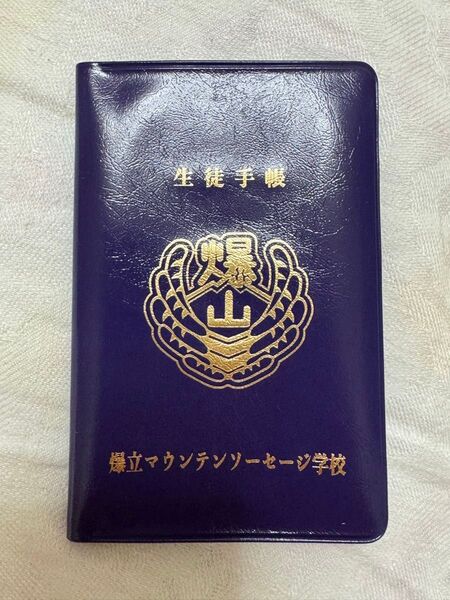 生徒手帳
爆
山
爆立マウンテンソーセージ学校